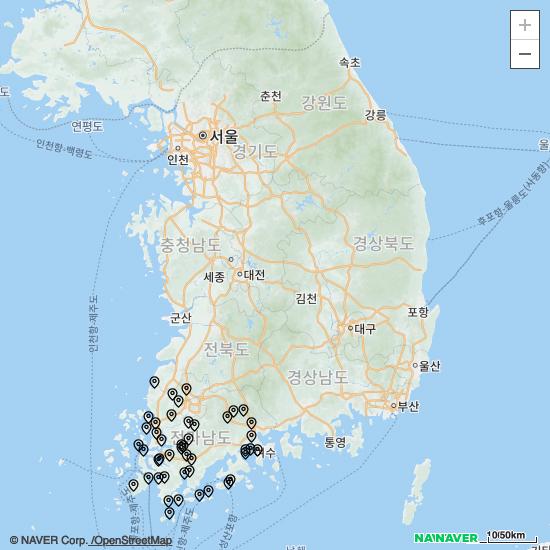 +
−
속초
춘천
강원도
강릉
도
연평도
서울
울
인천
경기도
인천항-백령도
후포항-울릉도(사동항)
충청남도
경상북도
세종
대전
김천
인천항-제주도
군산
포항
대구
전북도
울산
경상남도
부산
전라남도
여수
통영
© NAVER Corp. /OpenStreetMap
NAVER
10/50km